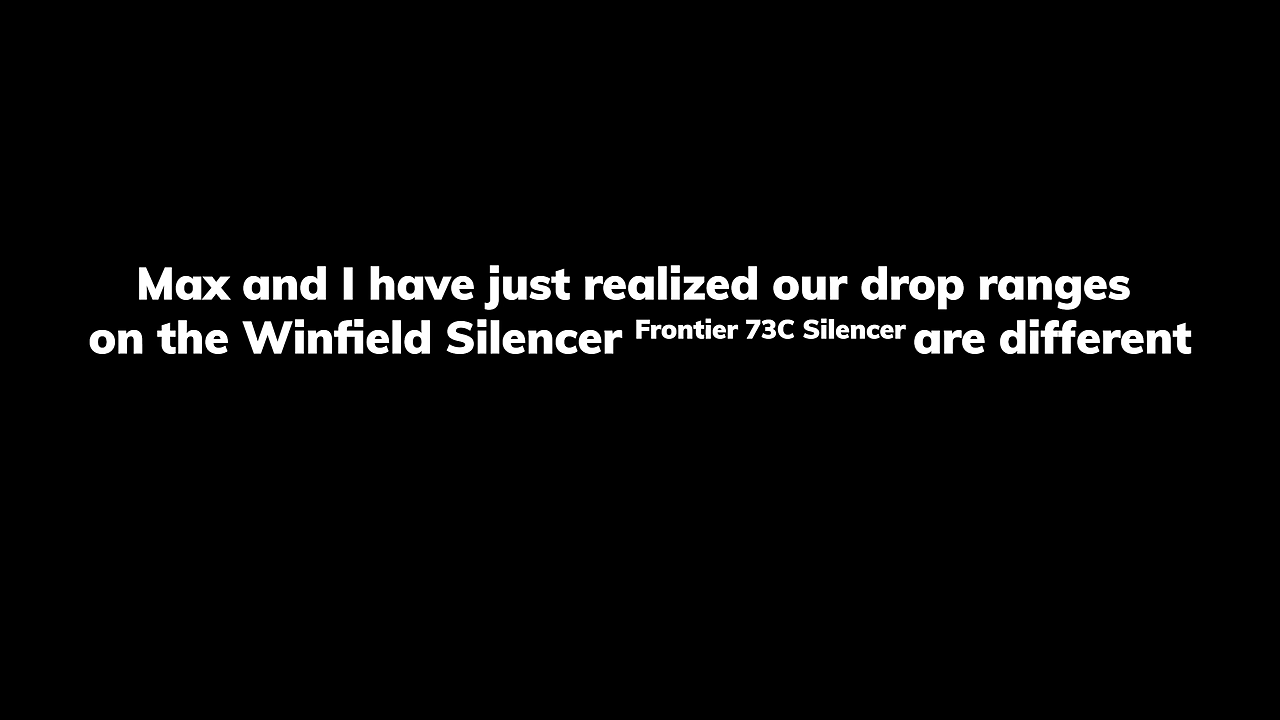 Max and I have just realized our drop ranges
on the Winfield Silencer Frontier 73C Silencer are different